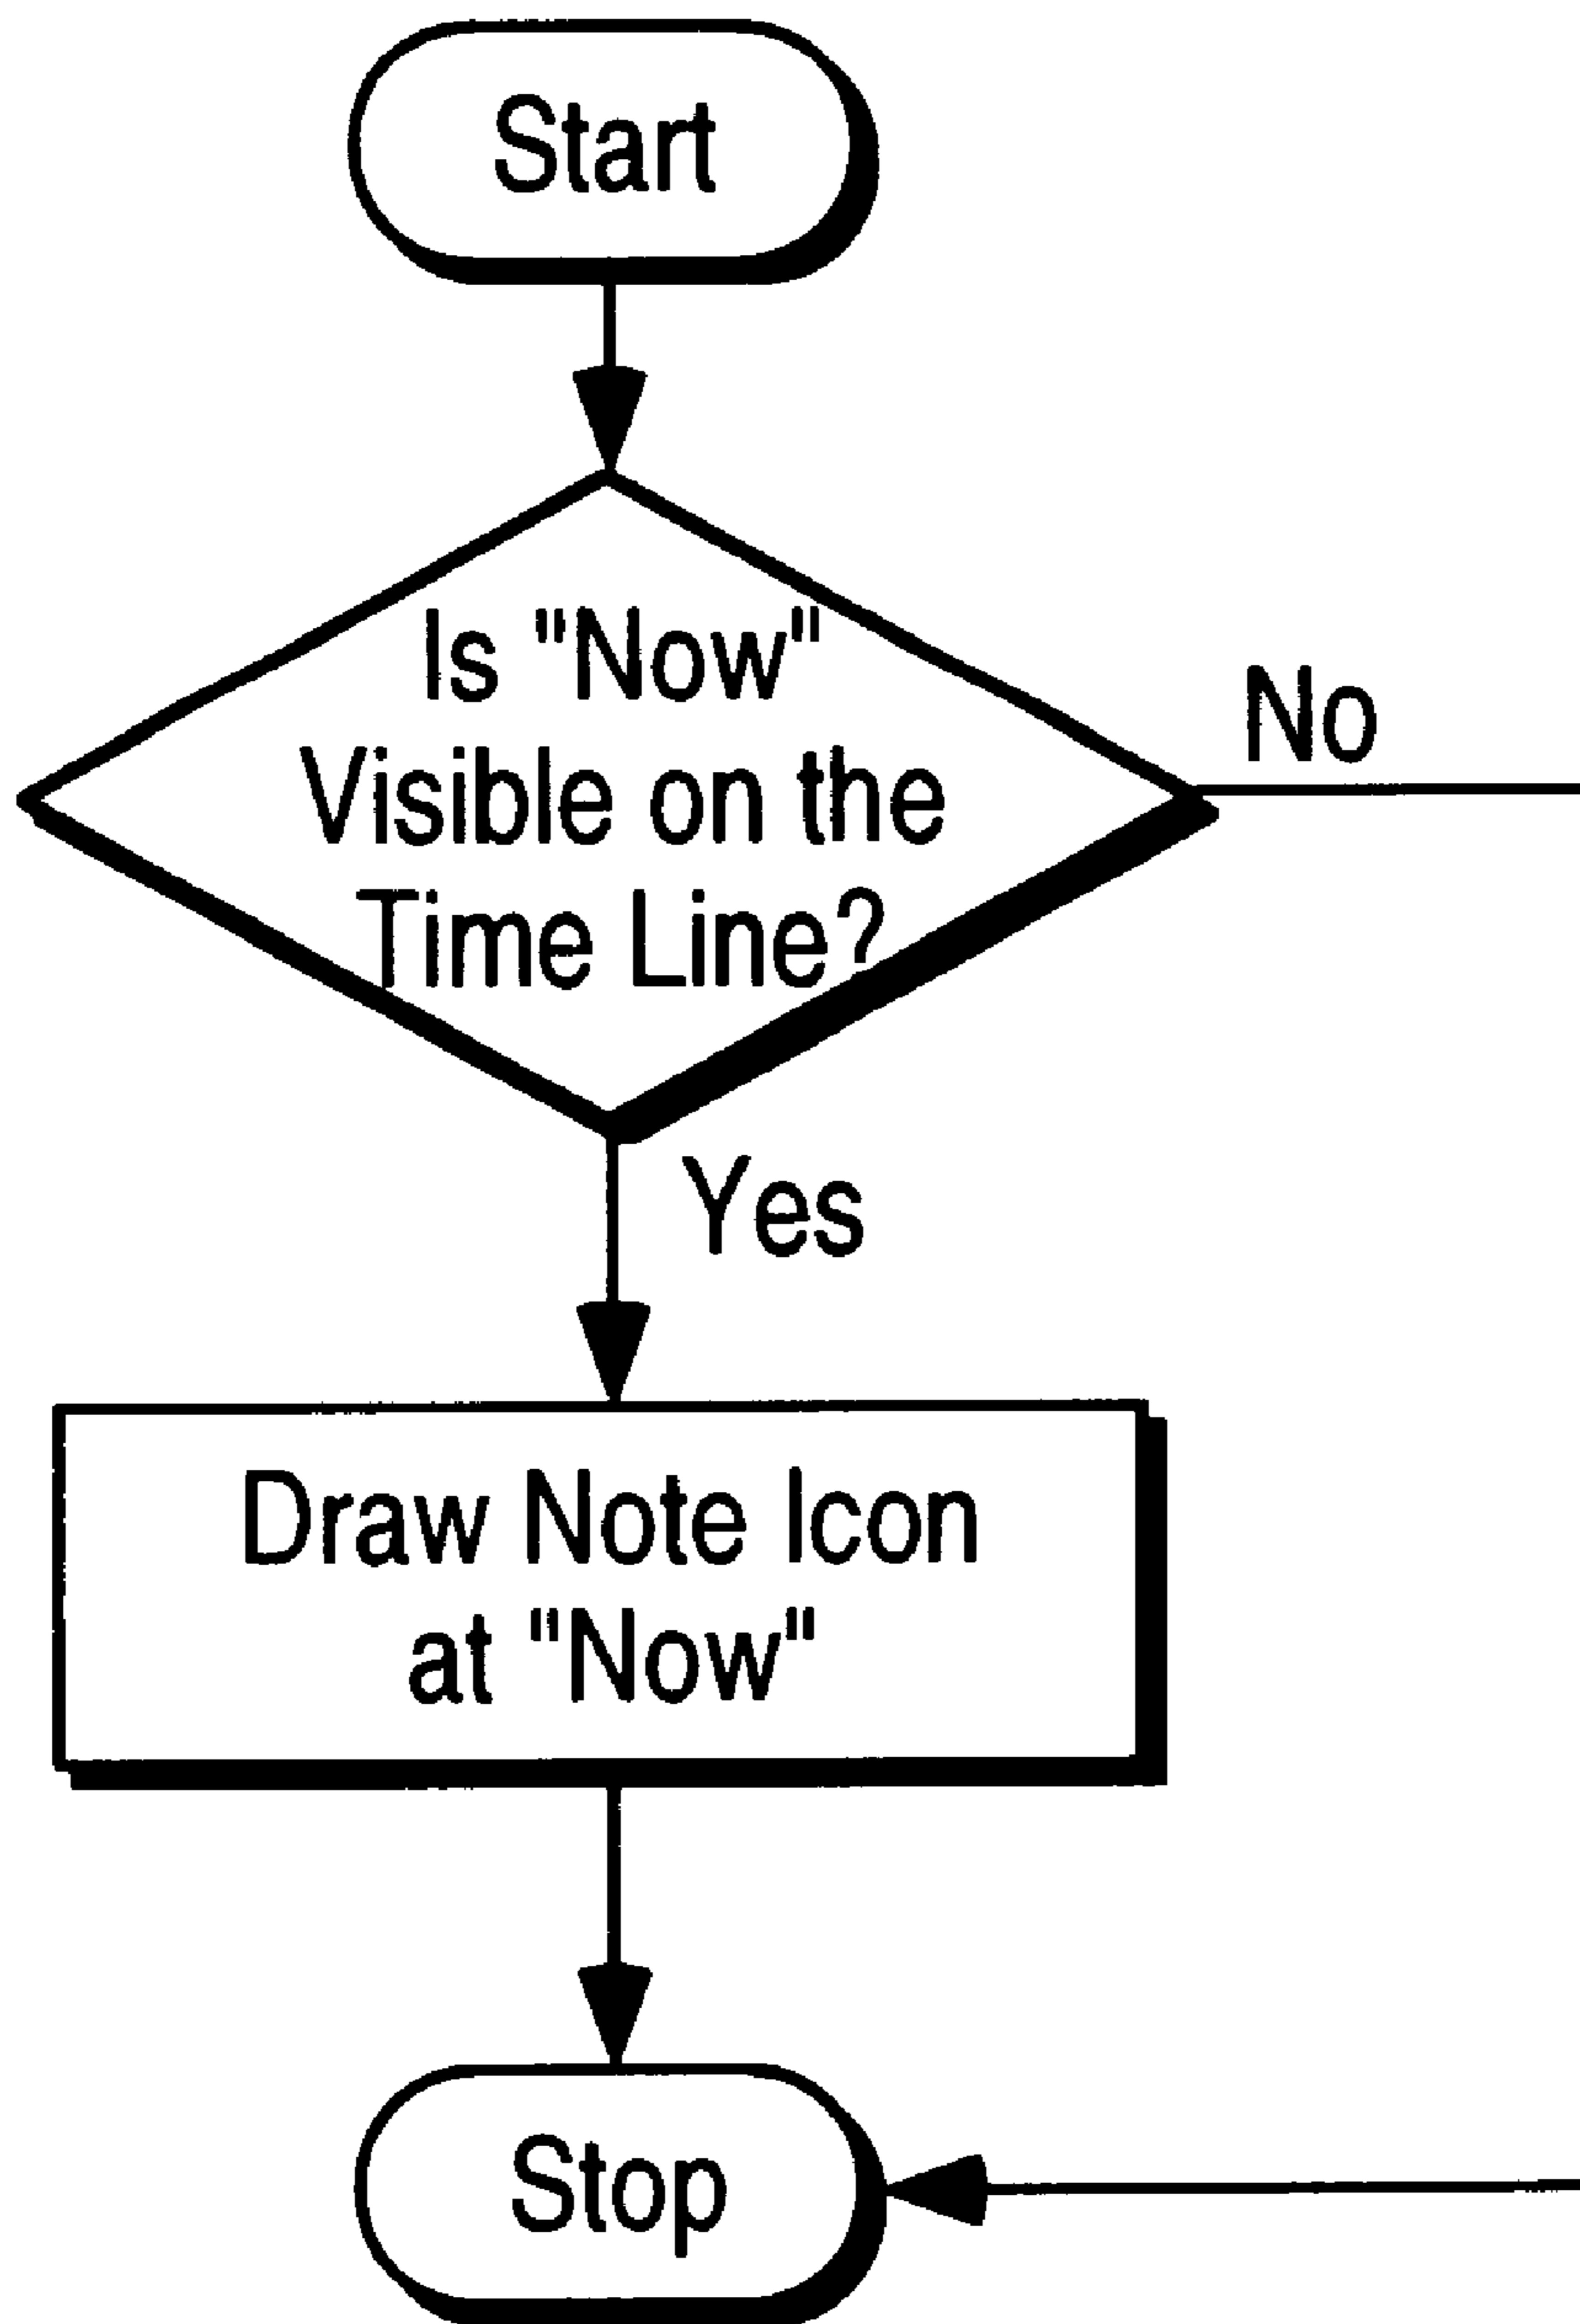 Start
Is "Now"
Visible on the
Time Line?
No
Yes
Draw Note Icon
at "Now"
Stop